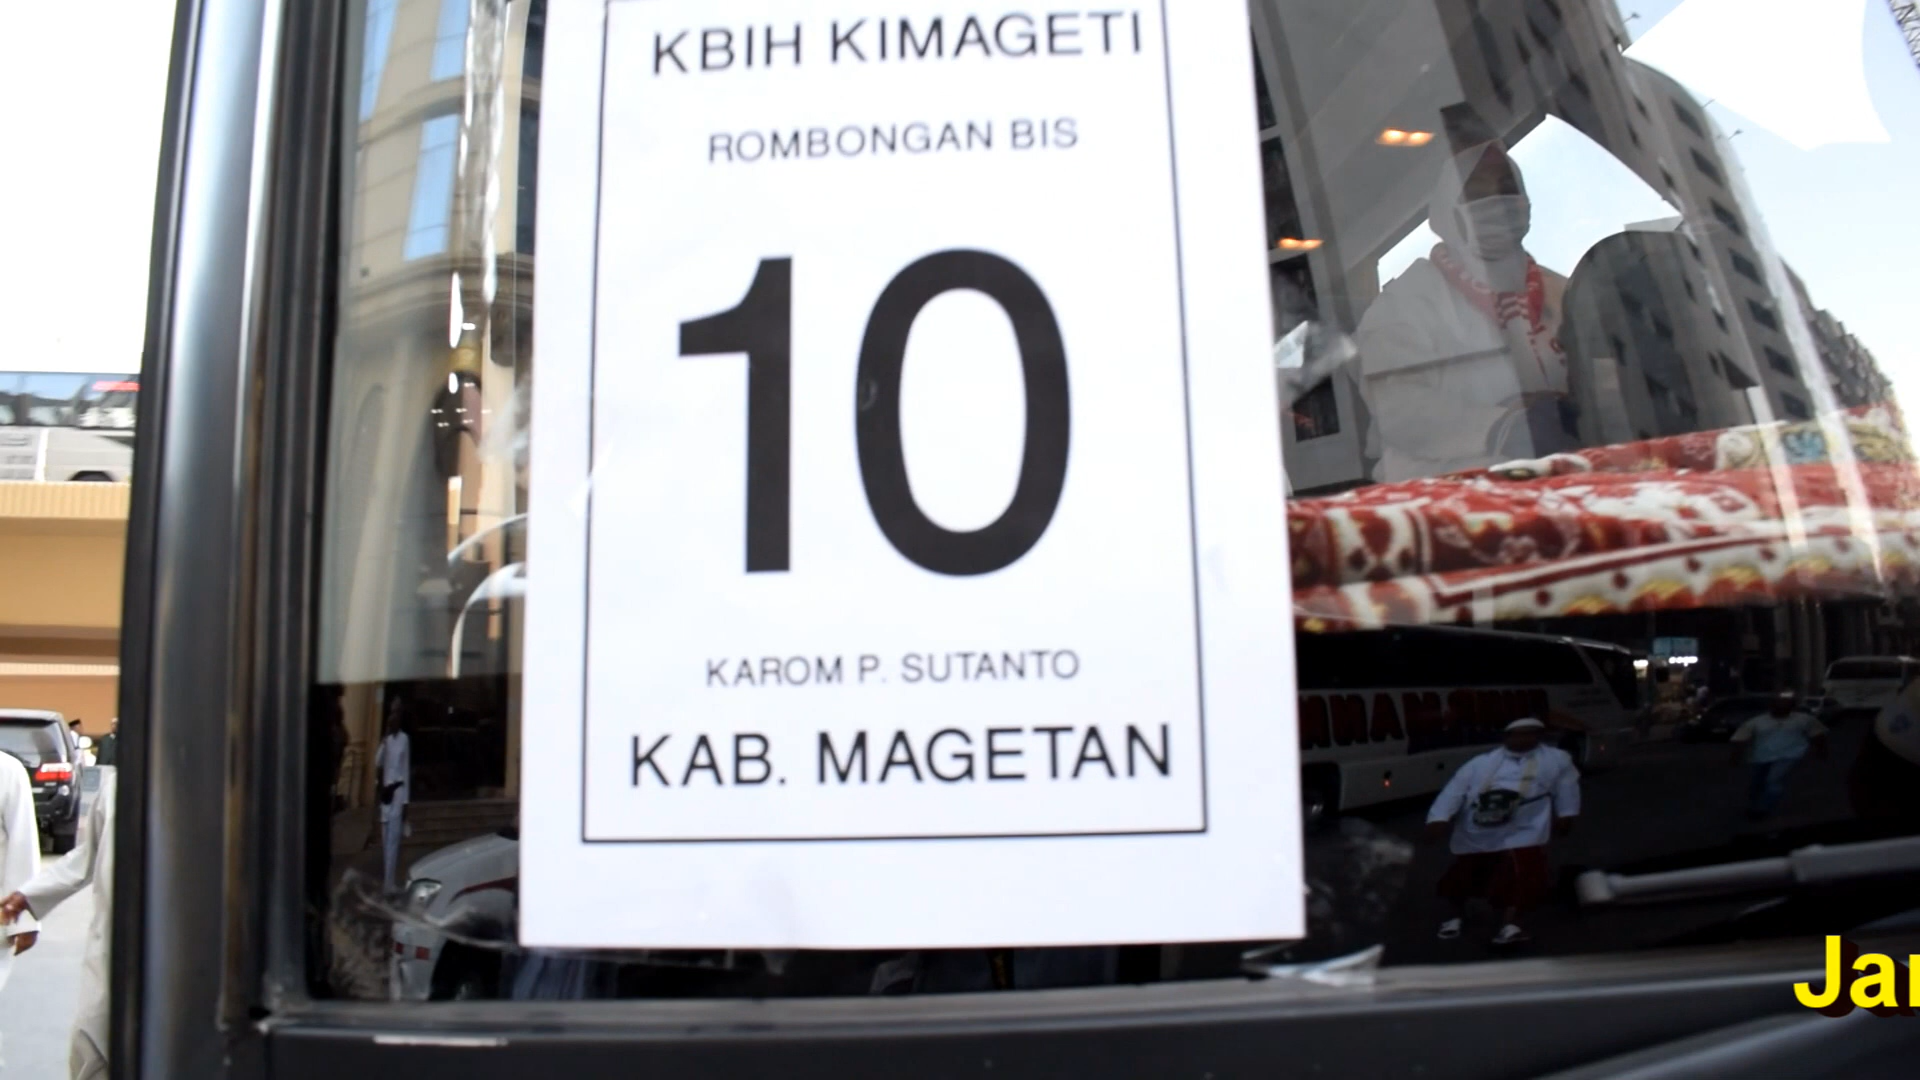 KBIH KIMAGETI
ROMBONGAN BIS
10
KAROM P. SUTANTO
KAB. MAGETAN